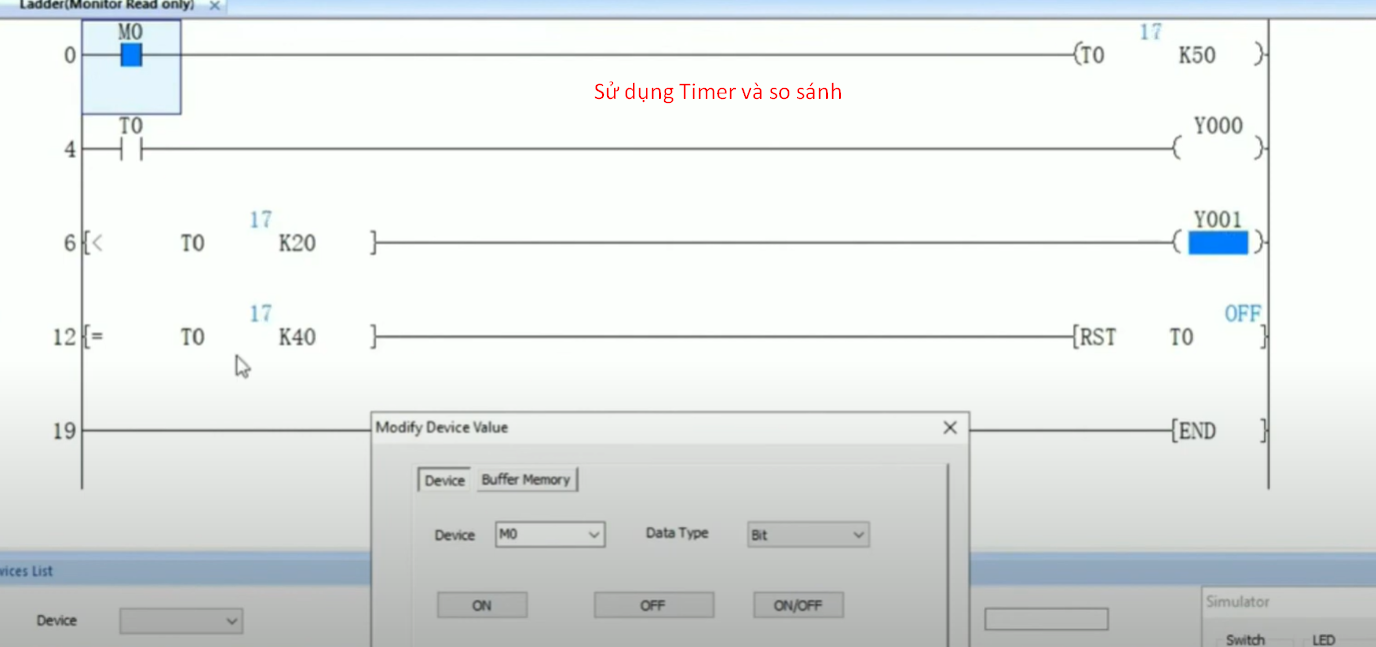 Ladder(Monitor Read only)
M0
17
0
(T0 K50 )
Sử dụng Timer và so sánh
T0
Y000
4
( )
17
Y001
6
[< T0 K20 ]
( )
17
OFF
12
[= T0 K40 ]
[RST T0 ]
19
[END ]
Modify Device Value
Device
Buffer Memory
Device
M0
Data Type
Bit
ON
OFF
ON/OFF
vices List
Device
Simulator
Switch
LED